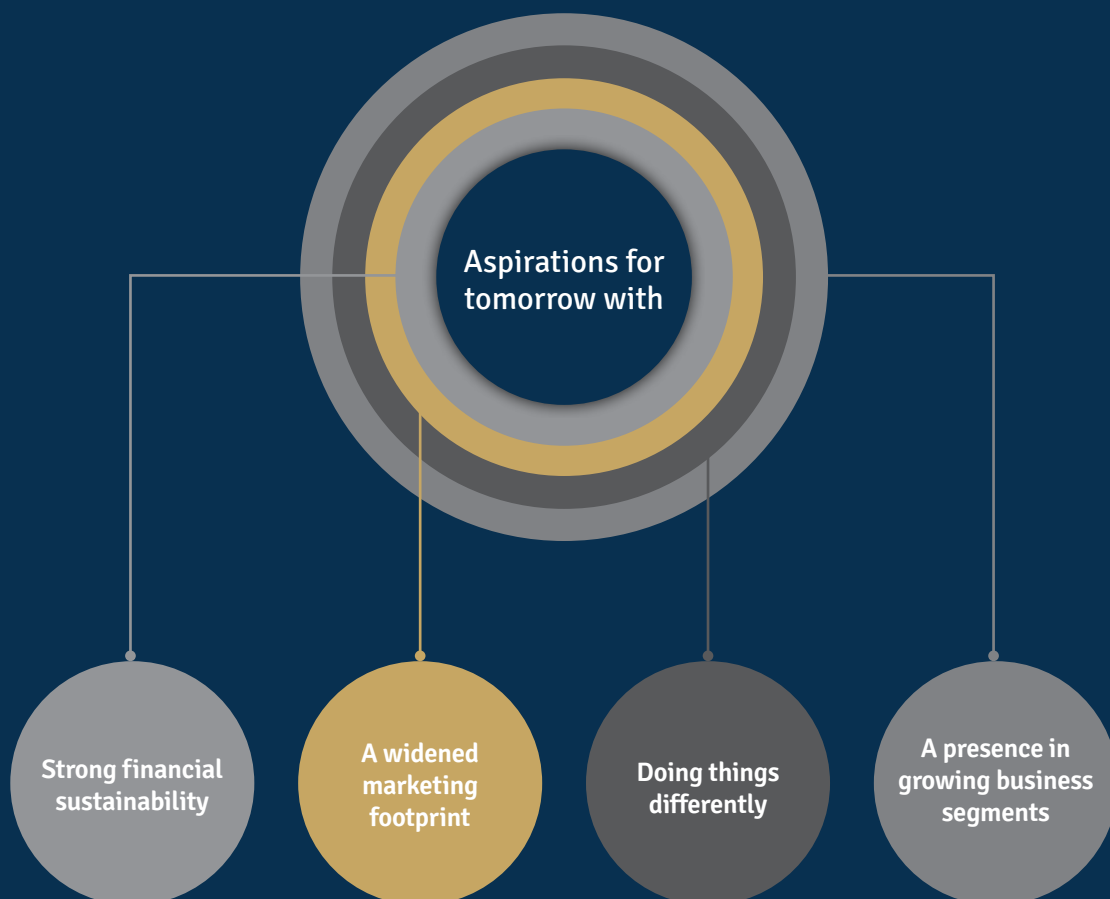 Aspirations for
tomorrow with
Strong financial
sustainability
A widened
marketing
footprint
Doing things
differently
A presence in
growing business
segments